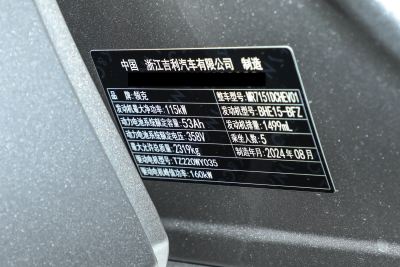 中国 浙江吉利汽车有限公司 制造
品牌:领克 整车型号:MR7151DCHEV01
发动机最大净功率:115kW 发动机型号:BHE15-BFZ
动力电池系统额定容量:53Ah 发动机排量:1499mL
动力电池系统额定电压:358V 乘坐人数:5
最大允许总质量:2319kg 制造年月:2024年08月
驱动电机型号:TZ220WY035
驱动电机峰值功率:160kW